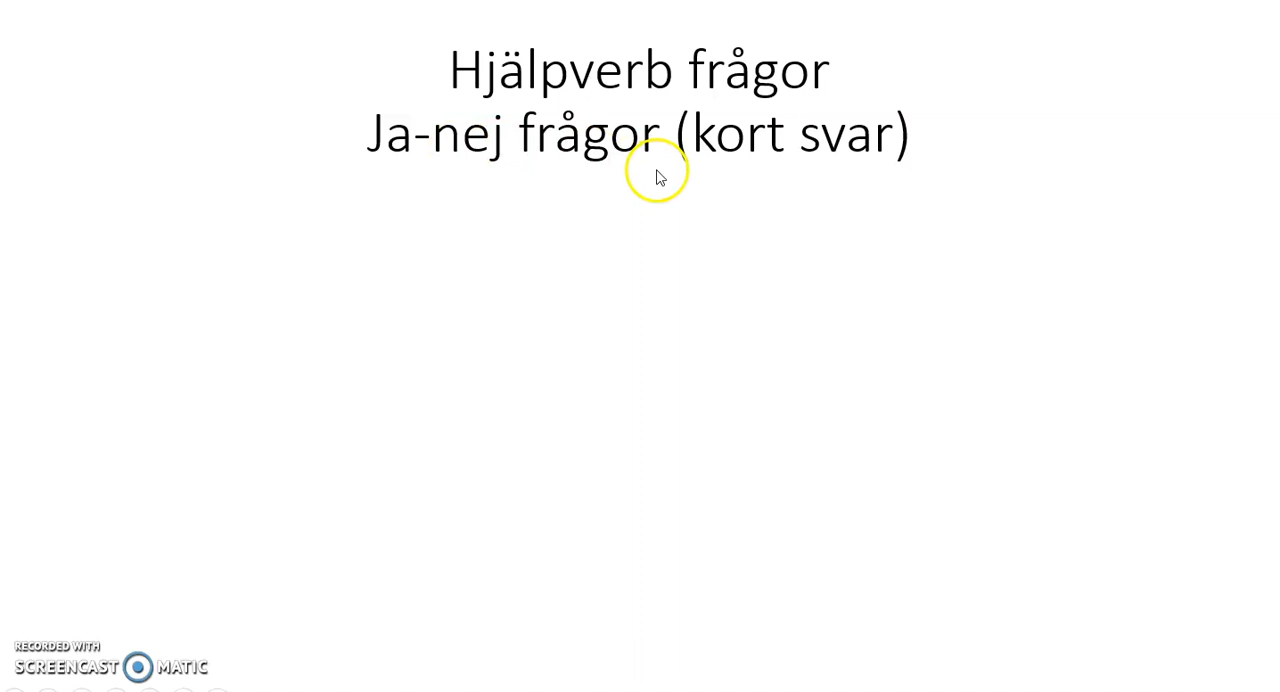 Hjälpverb frågor
Ja-nej frågor (kort svar)
RECORDED WITH
SCREENCAST MATIC